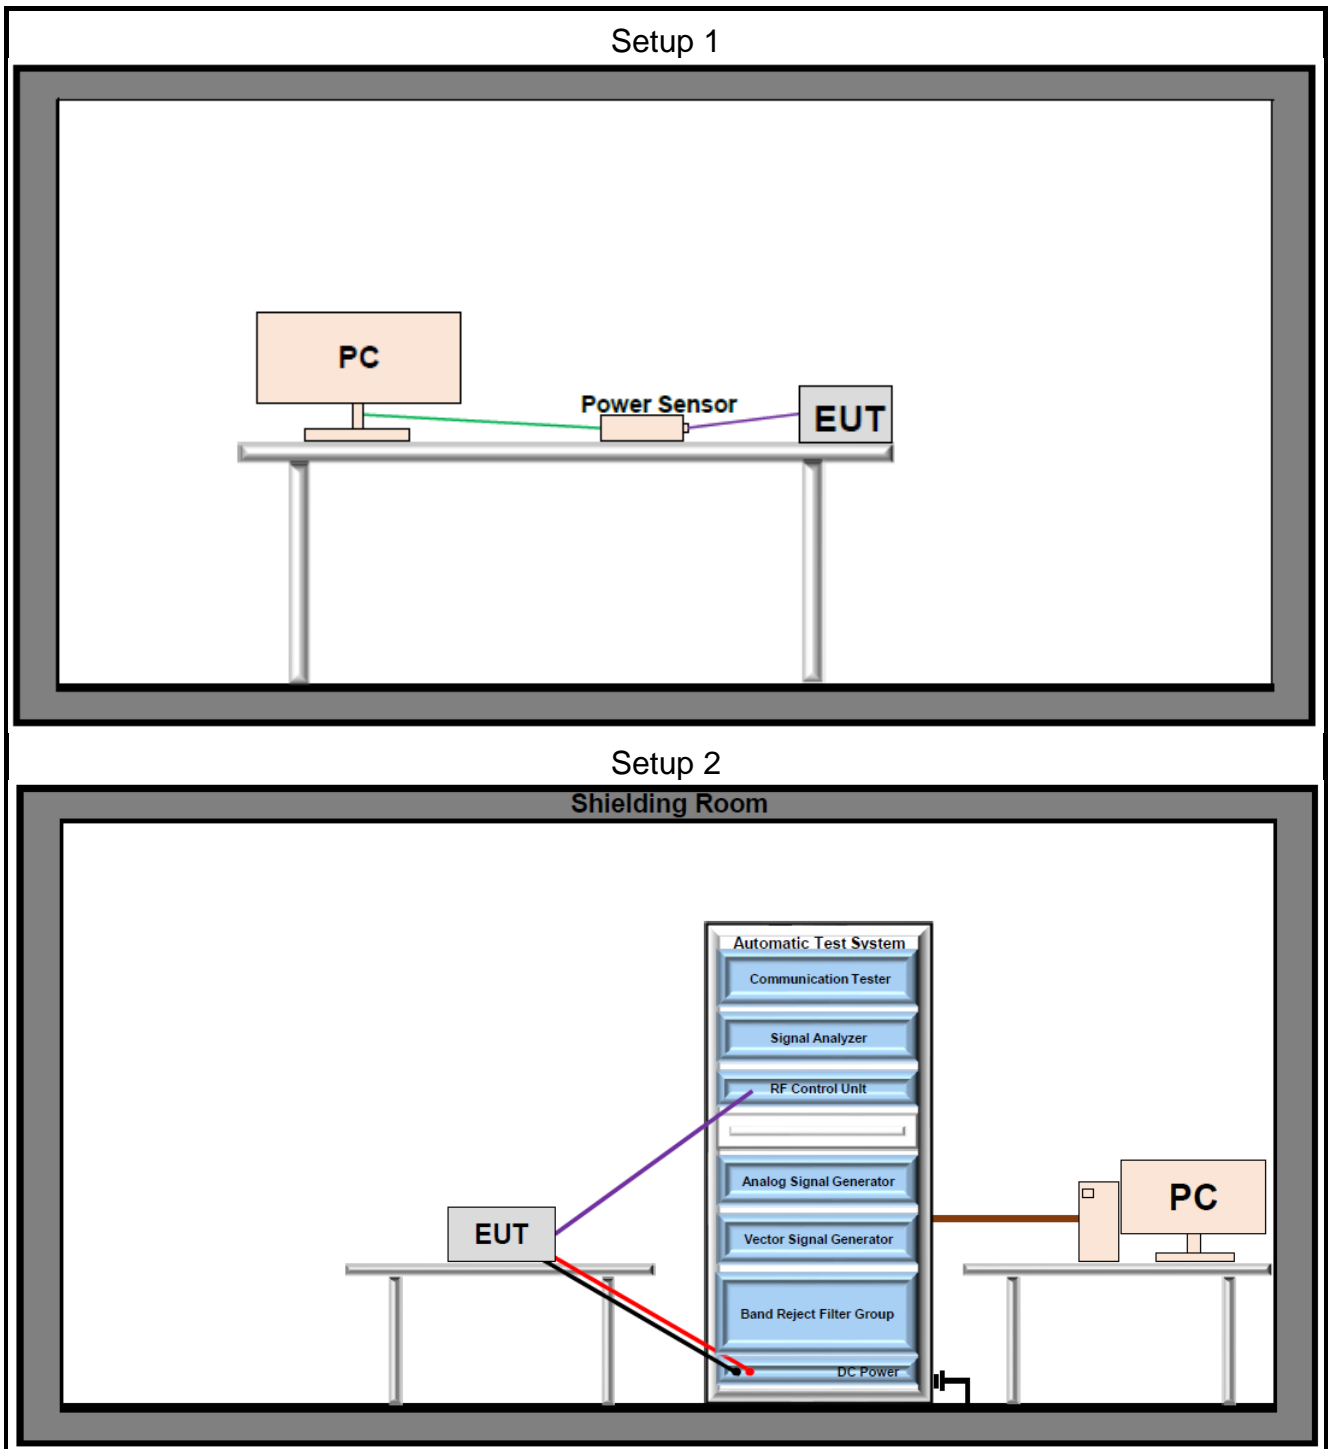 Setup 1
PC
Power Sensor
EUT
Setup 2
Shielding Room
Automatic Test System
Communication Tester
Signal Analyzer
RF Control Unit
Analog Signal Generator
Vector Signal Generator
Band Reject Filter Group
DC Power
EUT
PC